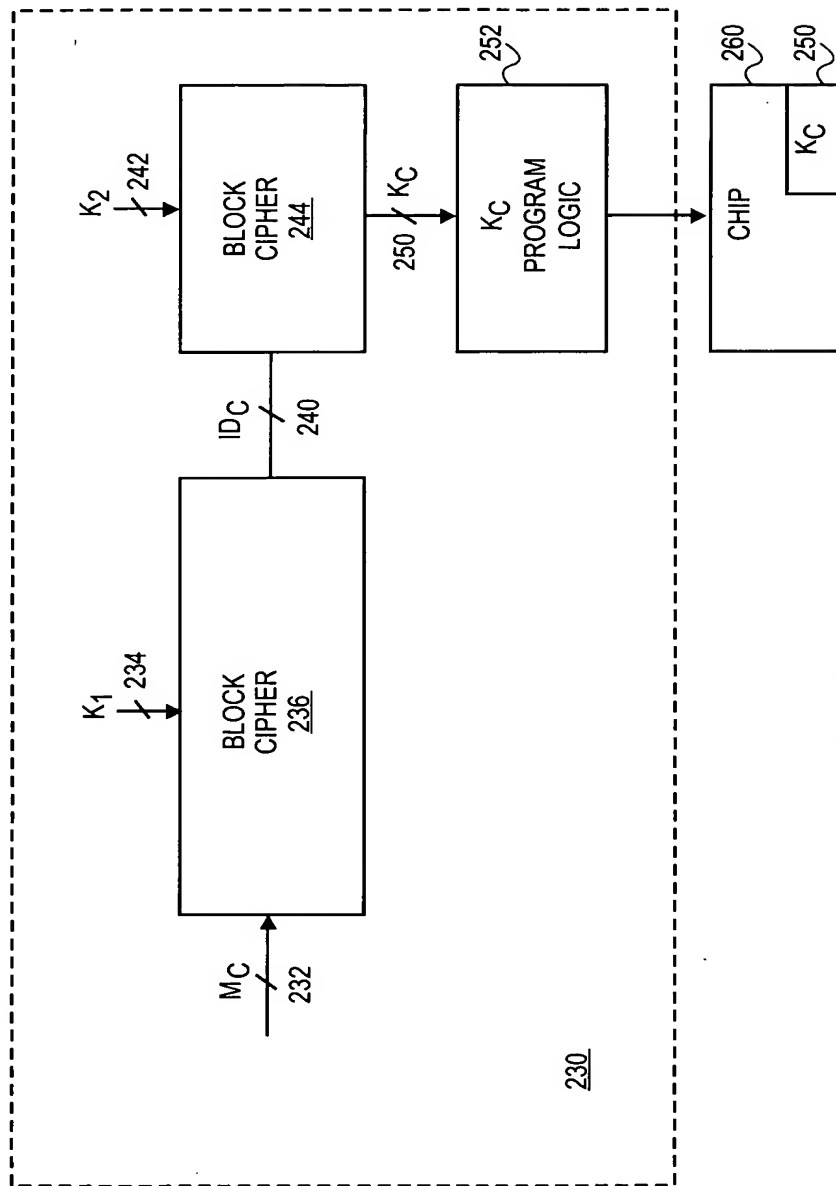 MC
232
K1
234
BLOCK
CIPHER
236
IDC
240
K2
242
BLOCK
CIPHER
244
250
KC
KC
PROGRAM
LOGIC
252
CHIP
260
KC
250
230